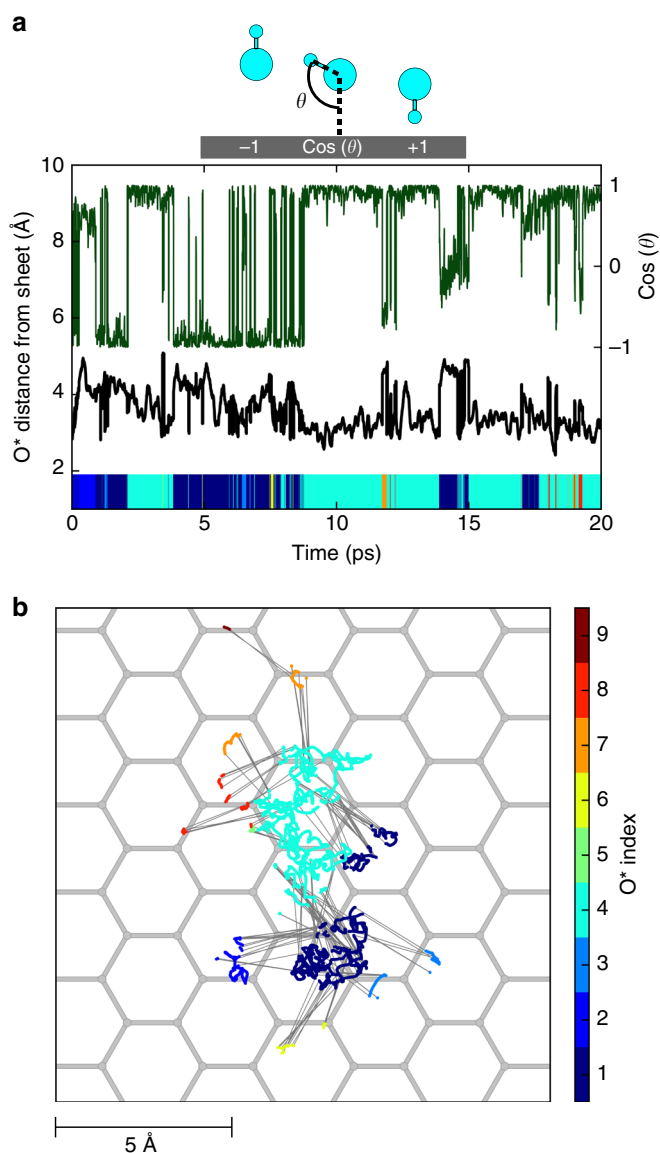 a
θ
−1 Cos (θ) +1
10
8
6
4
2
O* distance from sheet (Å)
1
0
−1
Cos (θ)
0 5 10 15 20
Time (ps)
b
9
8
7
6
5
4
3
2
1
O* index
5 Å